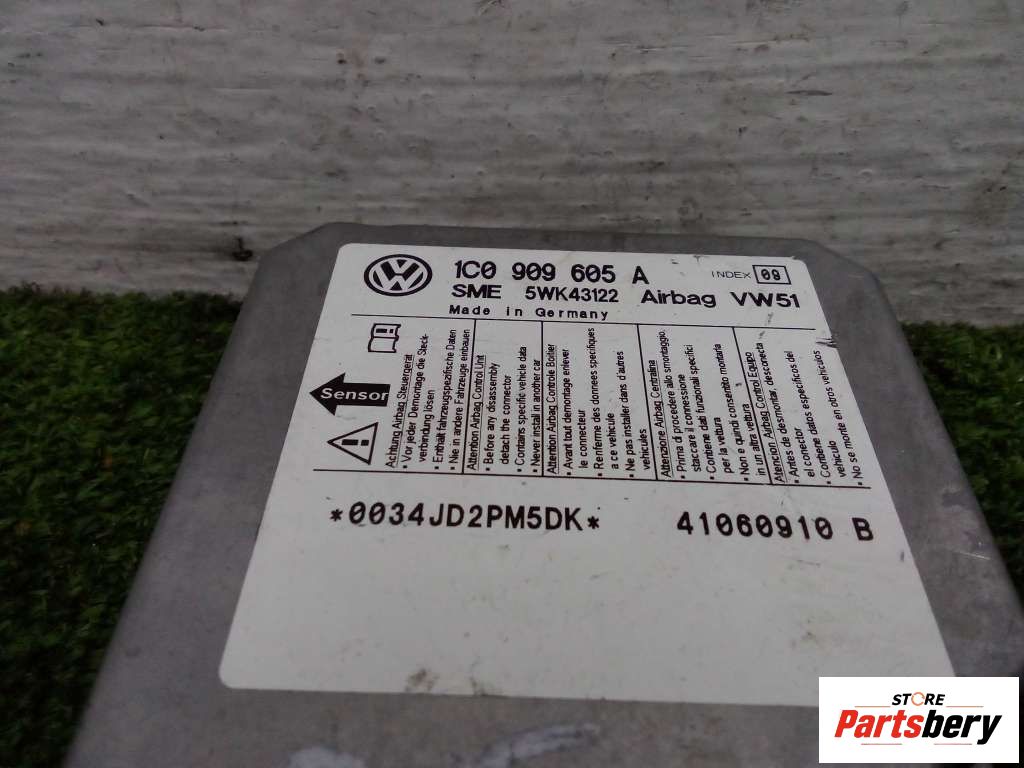 1C0 909 605 A
INDEX 09
SME 5WK43122 Airbag VW51
Made in Germany
Sensor
Achtung Airbag Steuergerät
• Vor jeder Demontage die Steck-
verbindung lösen
• Enthält fahrzeugspezifische Daten
• Nie in andere Fahrzeuge einbauen
Attention Airbag Control Unit
• Before any disassembly
detach the connector
• Contains specific vehicle data
• Never install in another car
Attention Airbag Controle Boitier
• Avant tout demontage enlever
le connecteur
• Renferme des donnees specifiques
a ce vehicule
• Ne pas installer dans d'autres
vehicules
Attenzione Airbag Centralina
• Prima di procedere allo smontaggio,
staccare il connessione
• Contiene dati funzionali specifici
per la vettura
• Non e quindi consentito montarla
in un altra vettura
Atencion Airbag Control Equipo
• Antes de desmontar desconecta
el conector
• El contiene datos especificos del
vehiculo
• No se monte en otros vehiculos
*0034JD2PM5DK* 41060910 B
STORE
Partsbery